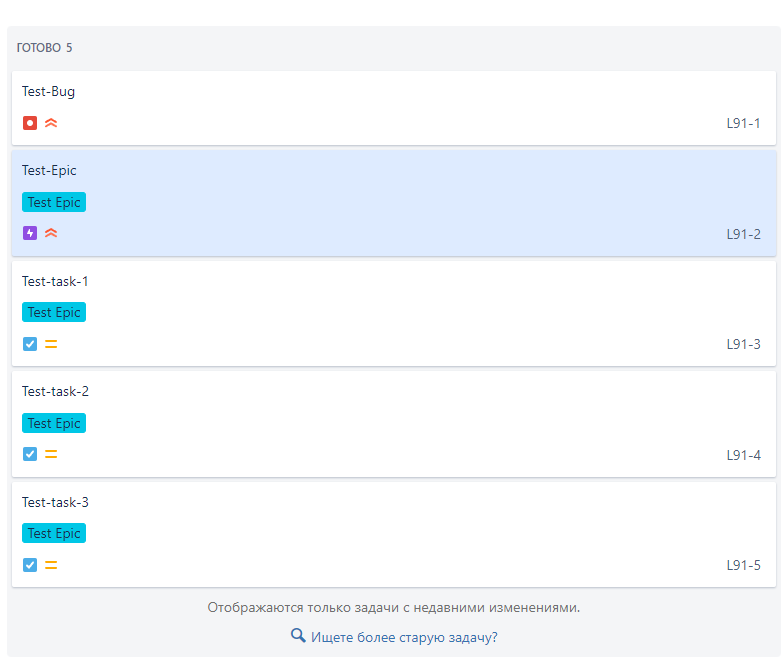 ГОТОВО 5
Test-Bug
L91-1
Test-Epic
Test Epic
L91-2
Test-task-1
Test Epic
L91-3
Test-task-2
Test Epic
L91-4
Test-task-3
Test Epic
L91-5
Отображаются только задачи с недавними изменениями.
Ищете более старую задачу?